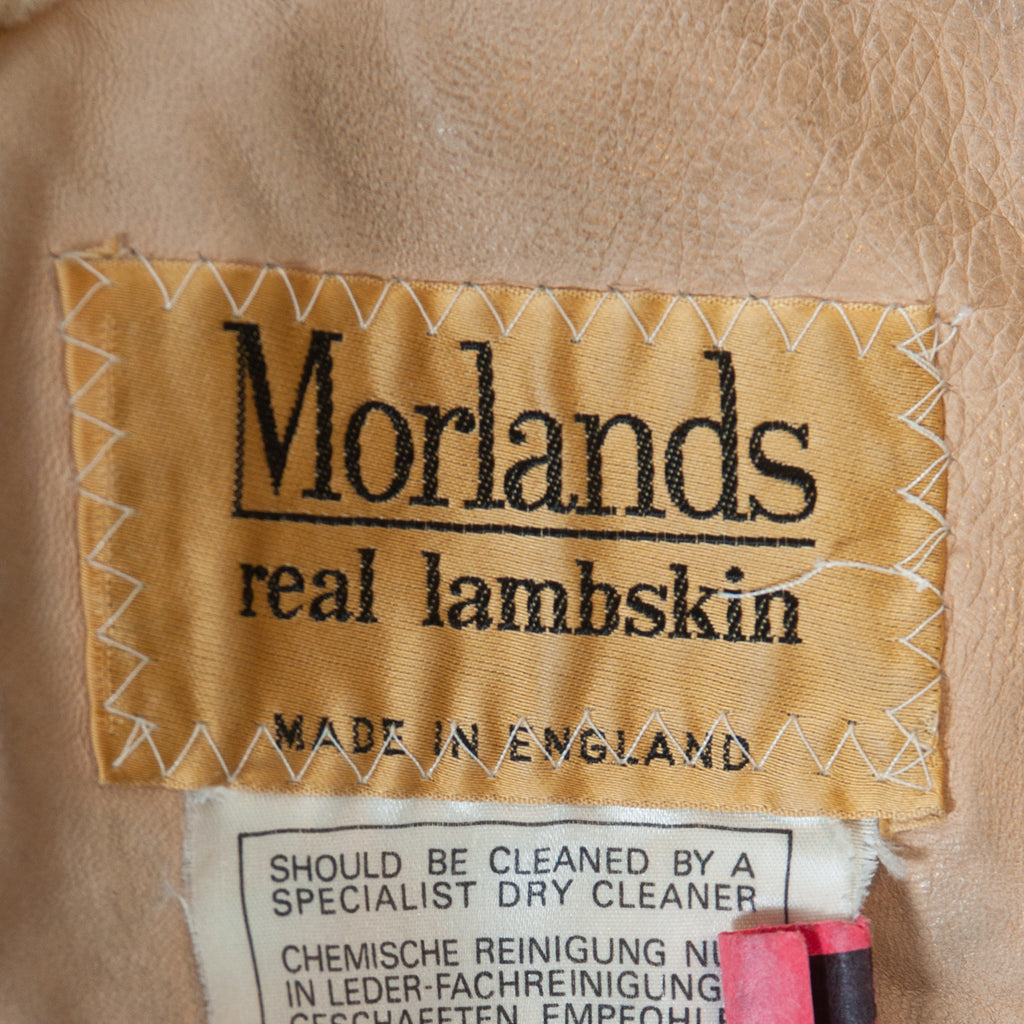 Morlands
real lambskin
MADE IN ENGLAND
SHOULD BE CLEANED BY A
SPECIALIST DRY CLEANER
CHEMISCHE REINIGUNG
IN LEDER-FACHREINIGUNG